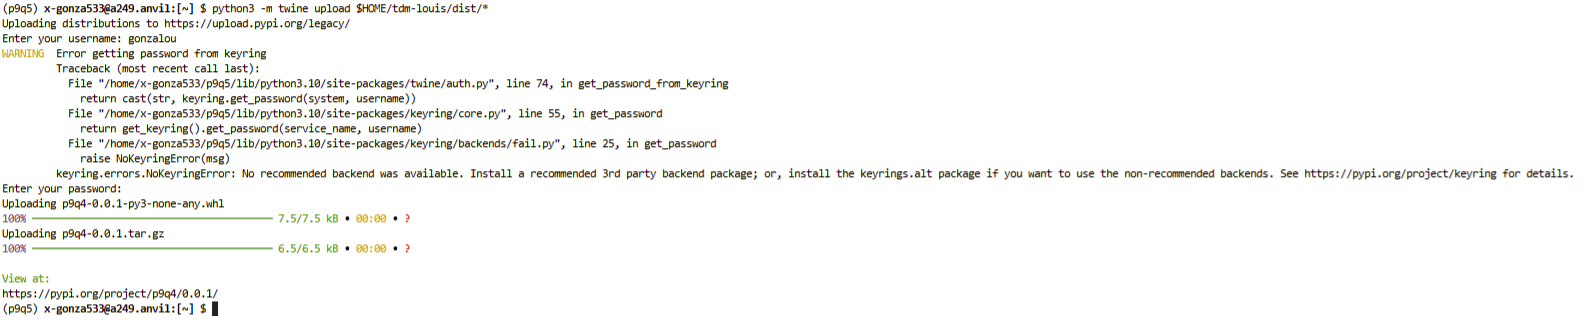 (p9q5) x-gonza533@a249.anvil:[~] $ python3 -m twine upload $HOME/tdm-louis/dist/*
Uploading distributions to https://upload.pypi.org/legacy/
Enter your username: gonzalou
WARNING  Error getting password from keyring
Traceback (most recent call last):
File "/home/x-gonza533/p9q5/lib/python3.10/site-packages/twine/auth.py", line 74, in get_password_from_keyring
return cast(str, keyring.get_password(system, username))
File "/home/x-gonza533/p9q5/lib/python3.10/site-packages/keyring/core.py", line 55, in get_password
return get_keyring().get_password(service_name, username)
File "/home/x-gonza533/p9q5/lib/python3.10/site-packages/keyring/backends/fail.py", line 25, in get_password
raise NoKeyringError(msg)
keyring.errors.NoKeyringError: No recommended backend was available. Install a recommended 3rd party backend package; or, install the keyrings.alt package if you want to use the non-recommended backends. See https://pypi.org/project/keyring for details.
Enter your password:
Uploading p9q4-0.0.1-py3-none-any.whl
100% 7.5/7.5 kB • 00:00 • ?
Uploading p9q4-0.0.1.tar.gz
100% 6.5/6.5 kB • 00:00 • ?
View at:
https://pypi.org/project/p9q4/0.0.1/
(p9q5) x-gonza533@a249.anvil:[~] $